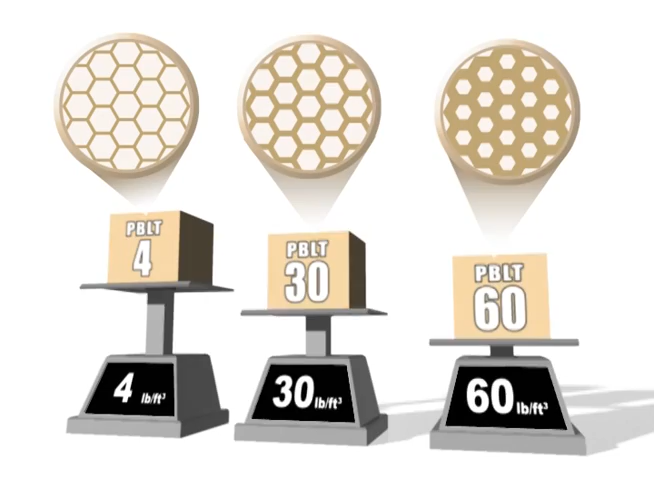 PBLT
4
4 lb/ft³
PBLT
30
30 lb/ft³
PBLT
60
60 lb/ft³